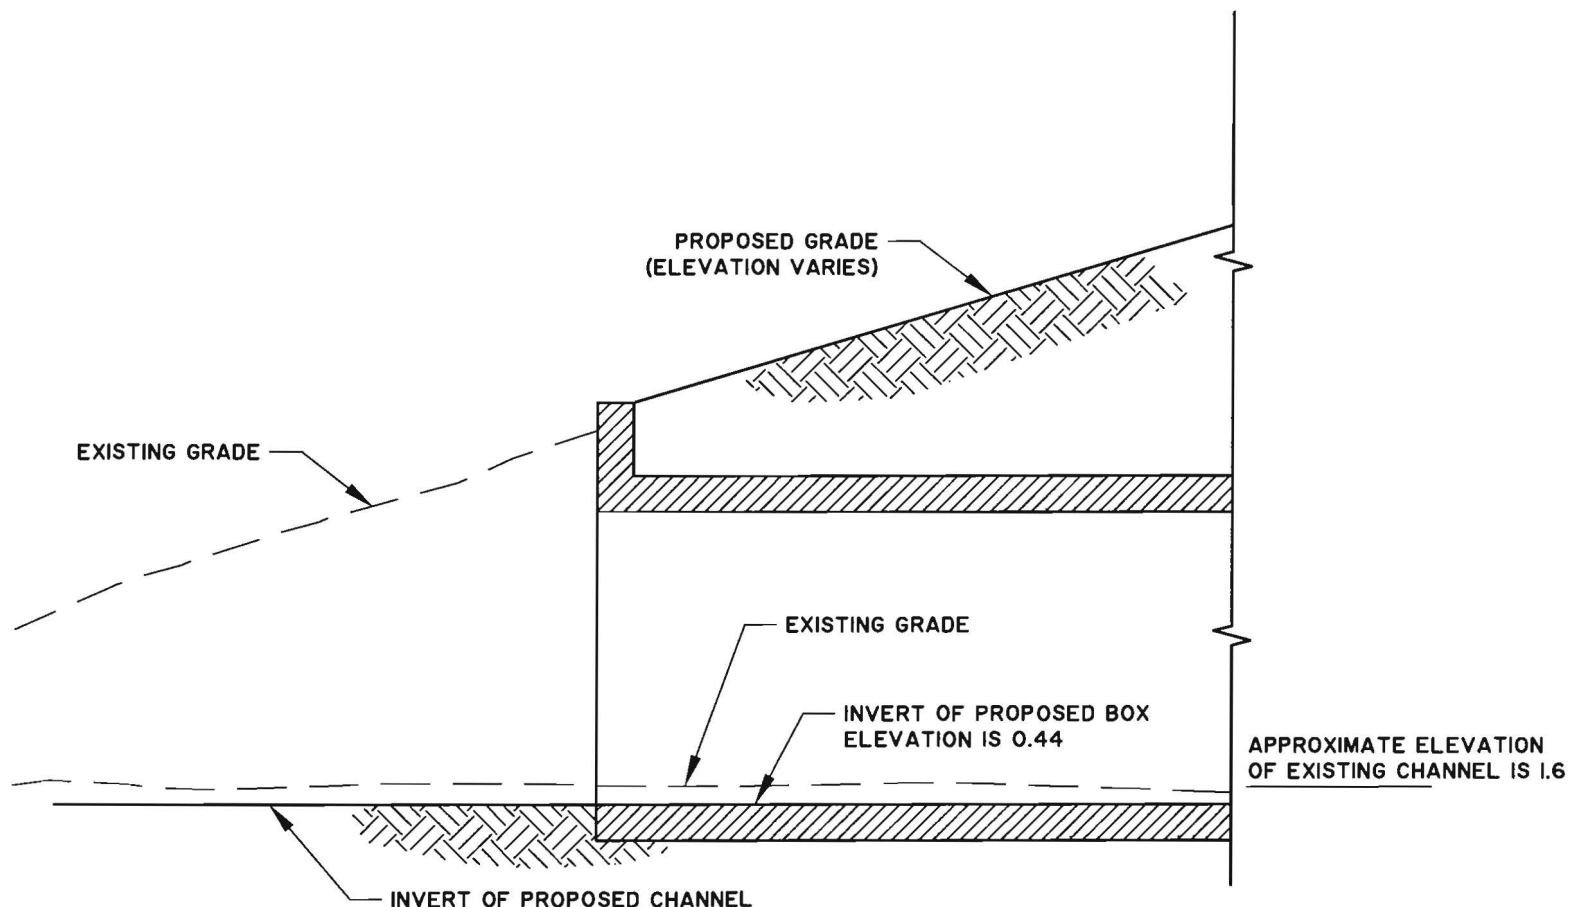 PROPOSED GRADE
(ELEVATION VARIES)
EXISTING GRADE
EXISTING GRADE
INVERT OF PROPOSED BOX
ELEVATION IS 0.44
APPROXIMATE ELEVATION
OF EXISTING CHANNEL IS 1.6
INVERT OF PROPOSED CHANNEL